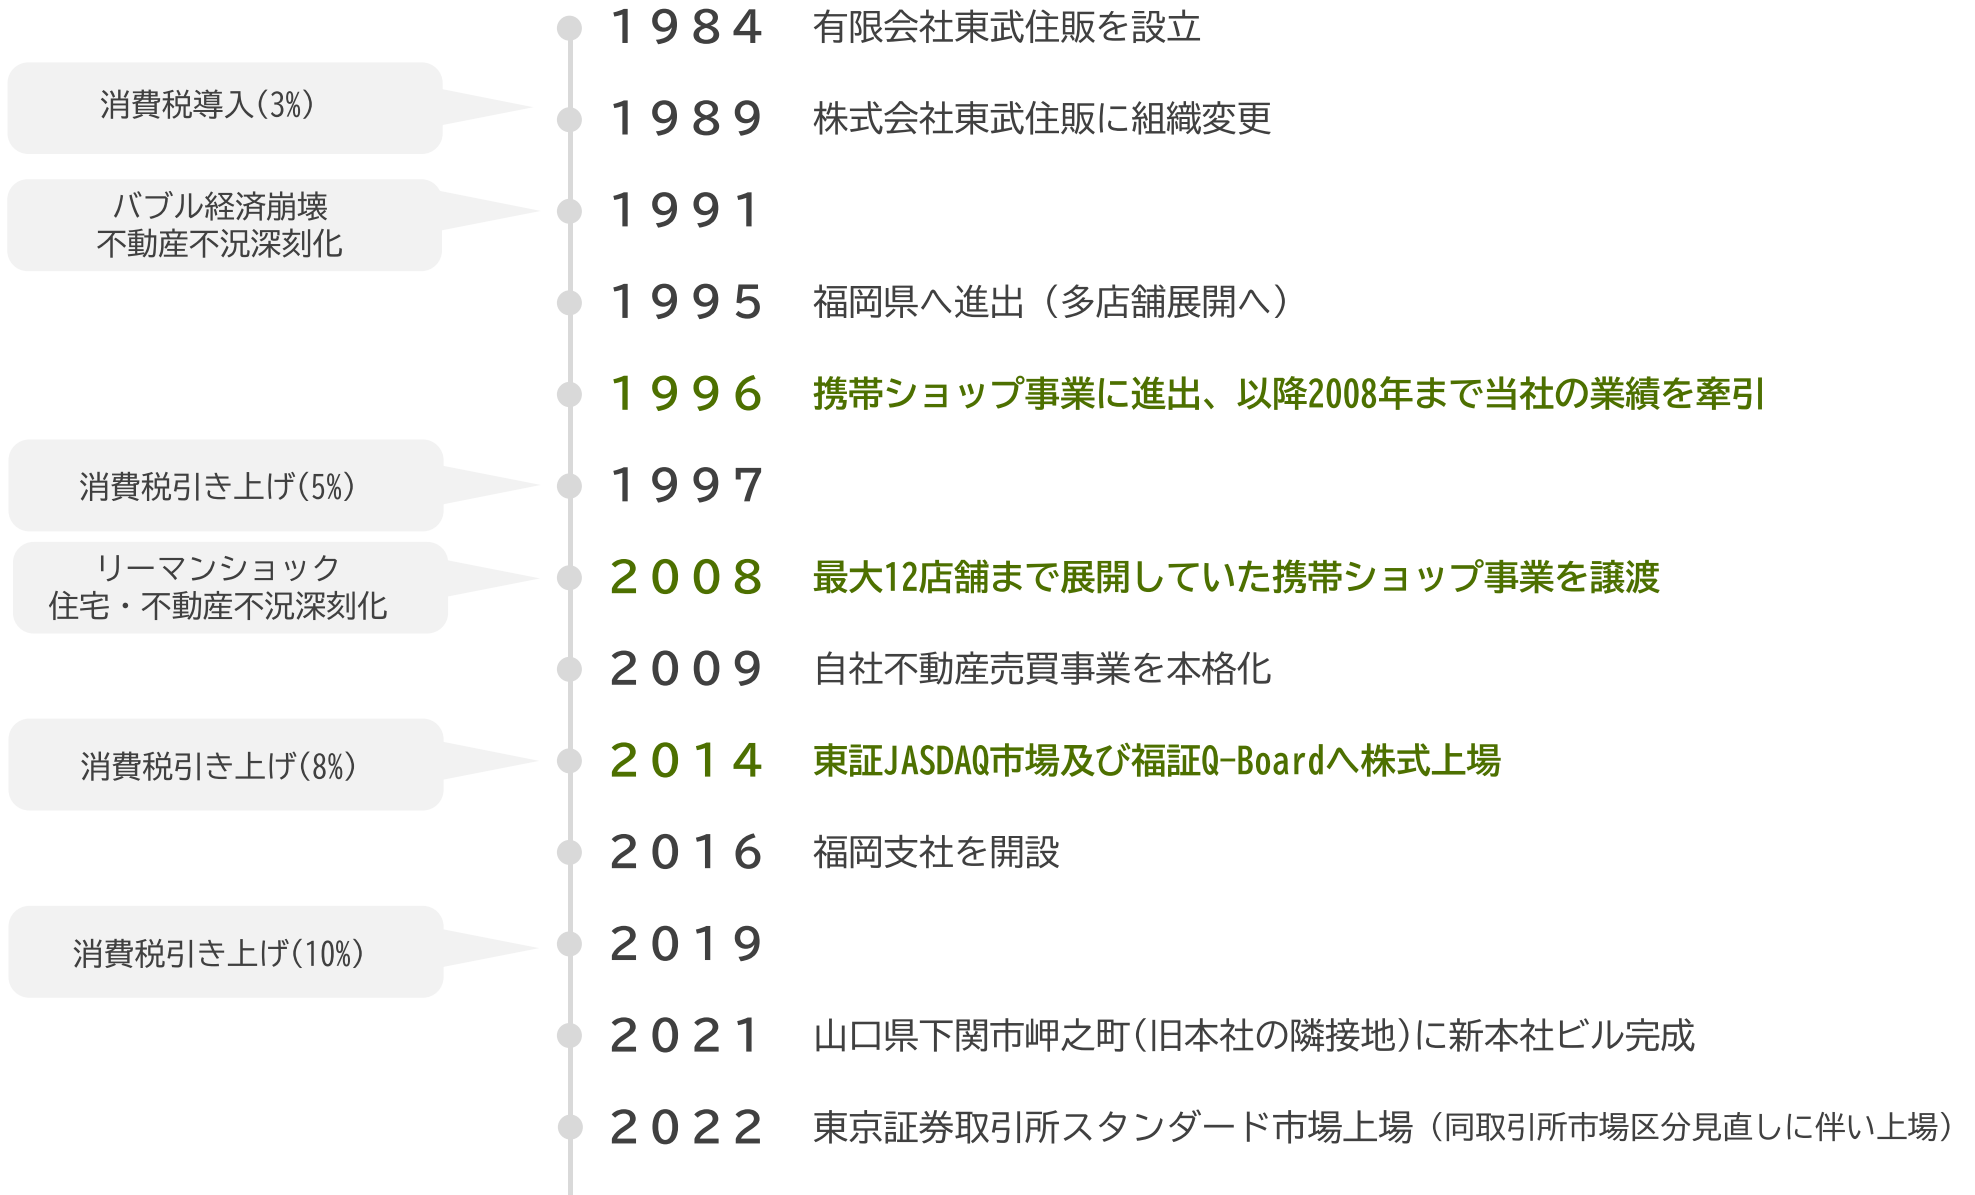 1984 有限会社東武住販を設立
消費税導入(3%)
1989 株式会社東武住販に組織変更
バブル経済崩壊
不動産不況深刻化
1991
1995 福岡県へ進出（多店舗展開へ）
1996 携帯ショップ事業に進出、以降2008年まで当社の業績を牽引
消費税引き上げ(5%)
1997
リーマンショック
住宅・不動産不況深刻化
2008 最大12店舗まで展開していた携帯ショップ事業を譲渡
2009 自社不動産売買事業を本格化
消費税引き上げ(8%)
2014 東証JASDAQ市場及び福証Q-Boardへ株式上場
2016 福岡支社を開設
消費税引き上げ(10%)
2019
2021 山口県下関市岬之町(旧本社の隣接地)に新本社ビル完成
2022 東京証券取引所スタンダード市場上場（同取引所市場区分見直しに伴い上場）